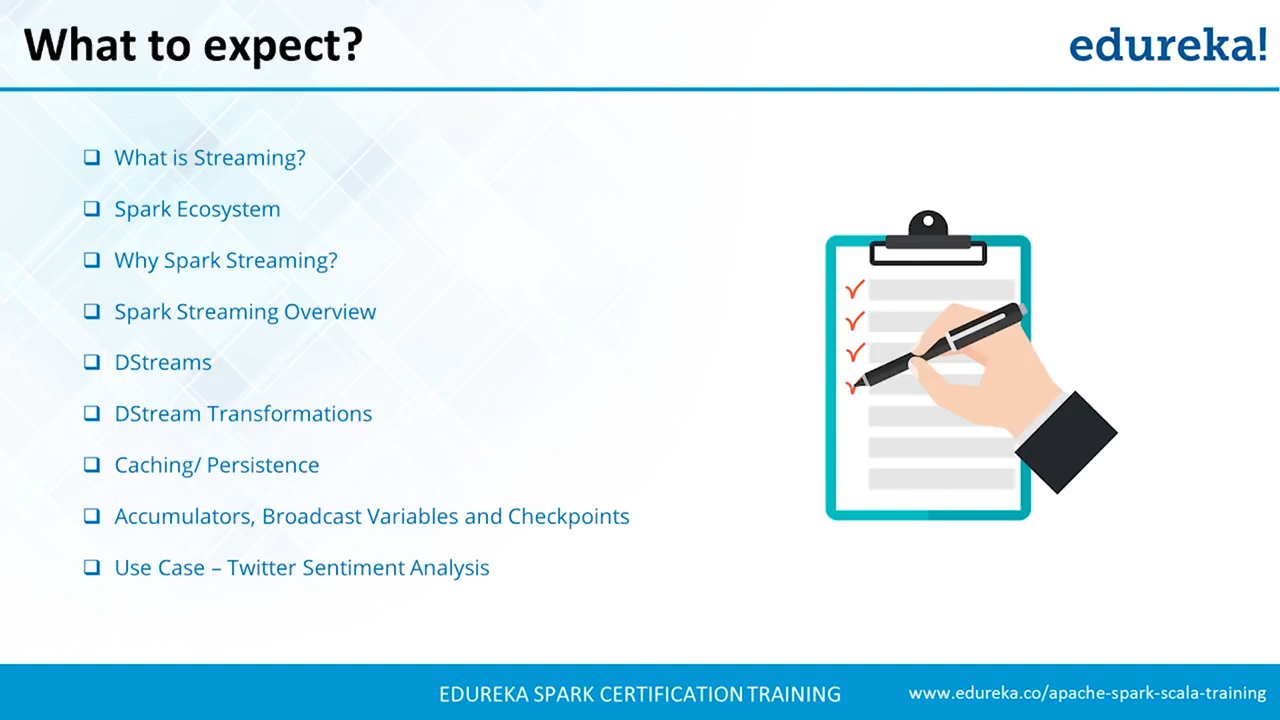 What to expect?
edureka!
What is Streaming?
Spark Ecosystem
Why Spark Streaming?
Spark Streaming Overview
DStreams
DStream Transformations
Caching/ Persistence
Accumulators, Broadcast Variables and Checkpoints
Use Case – Twitter Sentiment Analysis
EDUREKA SPARK CERTIFICATION TRAINING
www.edureka.co/apache-spark-scala-training